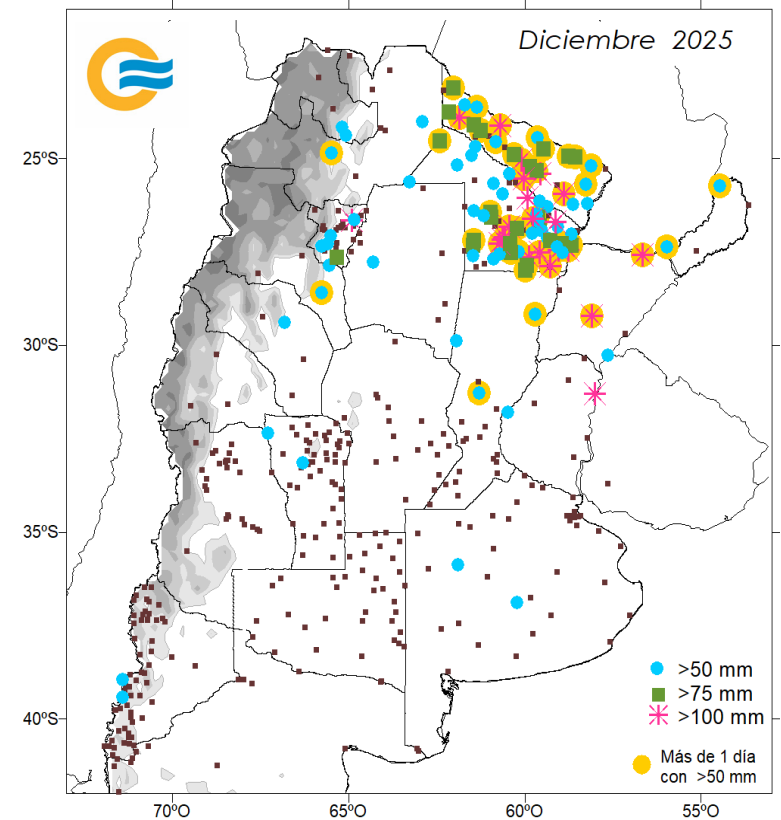 Diciembre 2025
25ºS
30ºS
35ºS
40ºS
>50 mm
>75 mm
>100 mm
Más de 1 día
con >50 mm
70ºO
65ºO
60ºO
55ºO